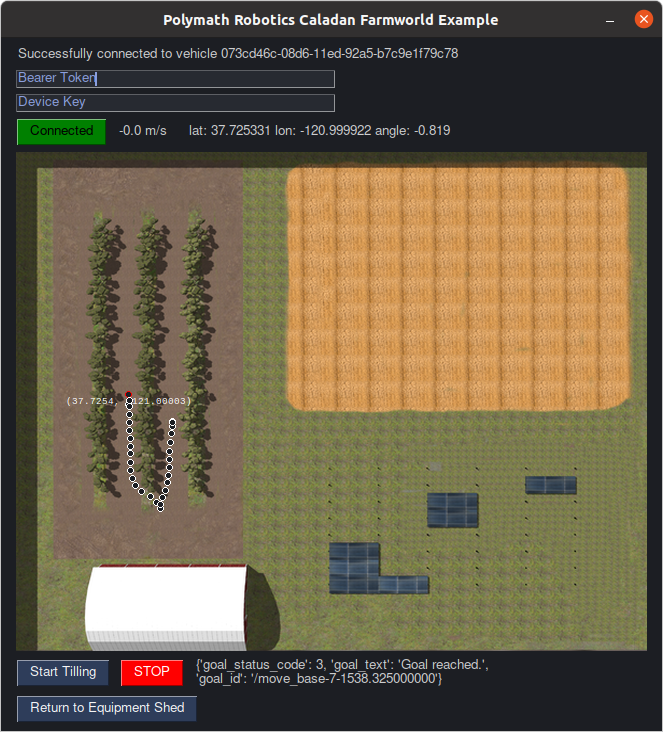 Polymath Robotics Caladan Farmworld Example
Successfully connected to vehicle 073cd46c-08d6-11ed-92a5-b7c9e1f79c78
Bearer Token
Device Key
Connected -0.0 m/s lat: 37.725331 lon: -120.999922 angle: -0.819
(37.7254, -121.00003)
Start Tilling STOP {'goal_status_code': 3, 'goal_text': 'Goal reached.',
'goal_id': '/move_base-7-1538.325000000'}
Return to Equipment Shed